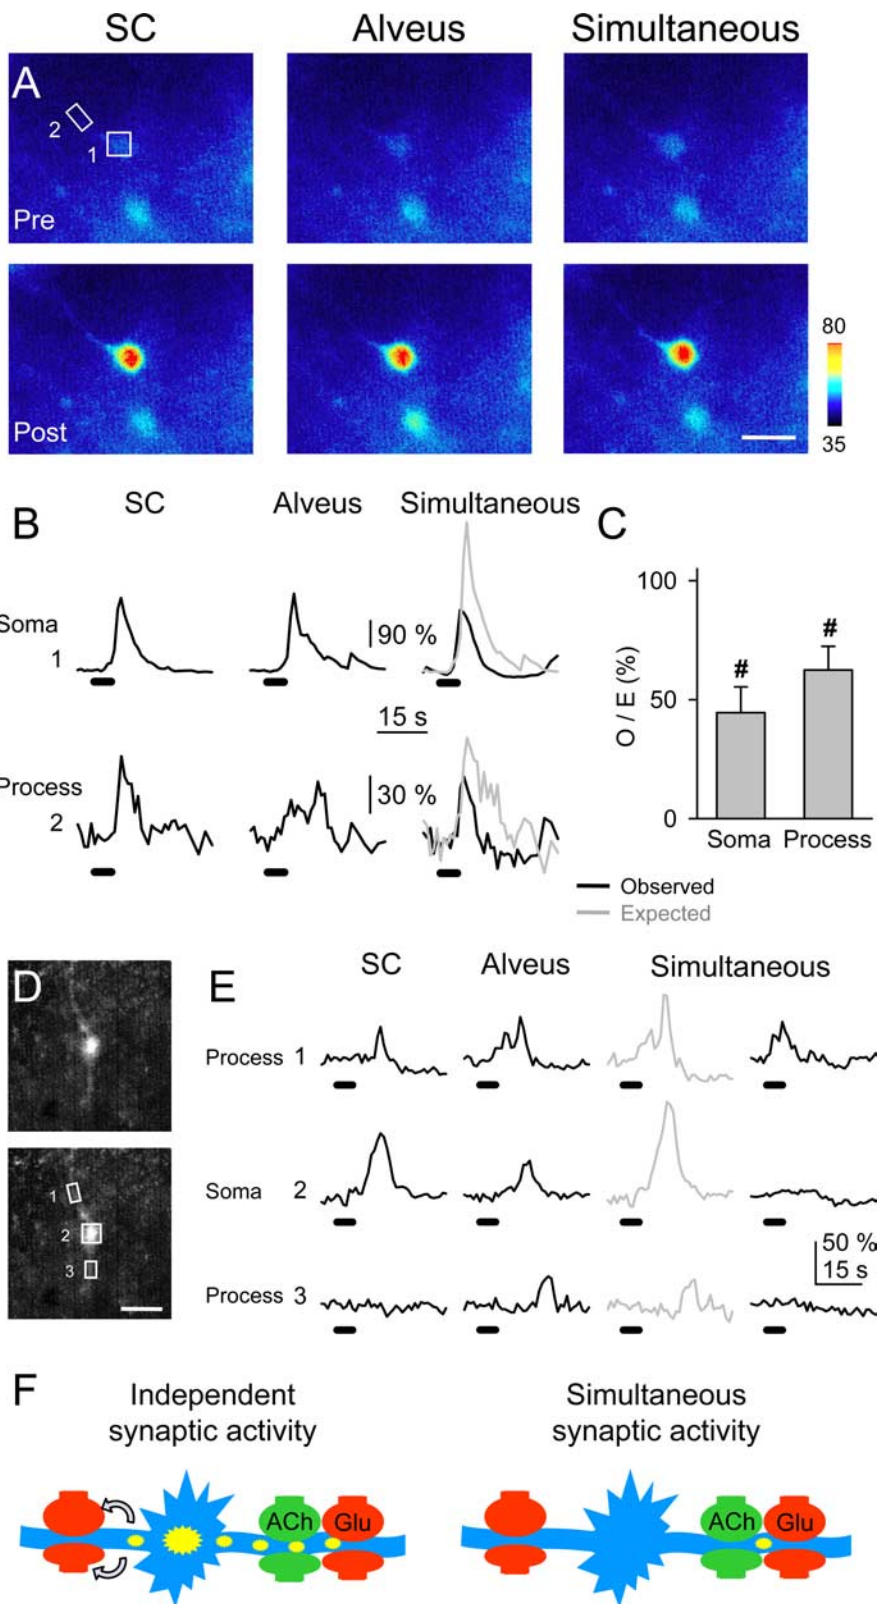 SC Alveus Simultaneous
A
2
1
Pre
Post
80
35
B
SC Alveus Simultaneous
Soma
1
90 %
15 s
Process
2
30 %
Observed
Expected
C
100
50
0
O / E (%)
#
#
Soma Process
D
1
2
3
E
SC Alveus Simultaneous
Process 1
Soma 2
Process 3
50 %
15 s
F
Independent
synaptic activity
Simultaneous
synaptic activity
ACh Glu
ACh Glu